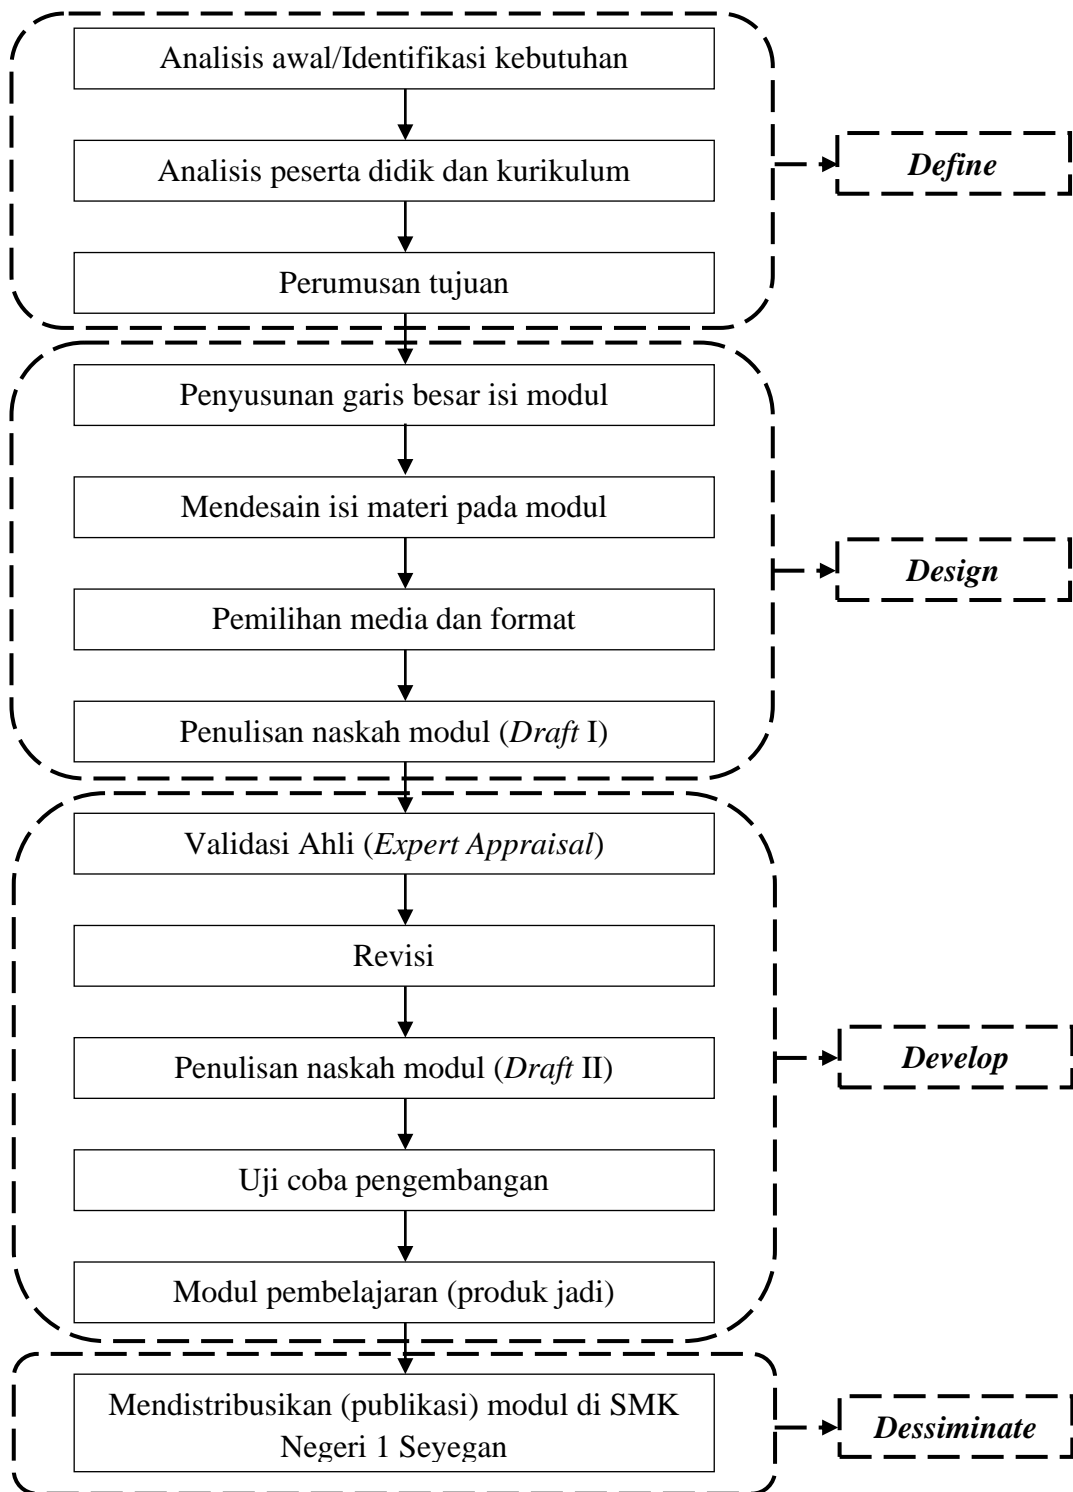 Analisis awal/Identifikasi kebutuhan
Analisis peserta didik dan kurikulum
Define
Perumusan tujuan
Penyusunan garis besar isi modul
Mendesain isi materi pada modul
Design
Pemilihan media dan format
Penulisan naskah modul (Draft I)
Validasi Ahli (Expert Appraisal)
Revisi
Penulisan naskah modul (Draft II)
Develop
Uji coba pengembangan
Modul pembelajaran (produk jadi)
Mendistribusikan (publikasi) modul di SMK
Negeri 1 Seyegan
Dessiminate